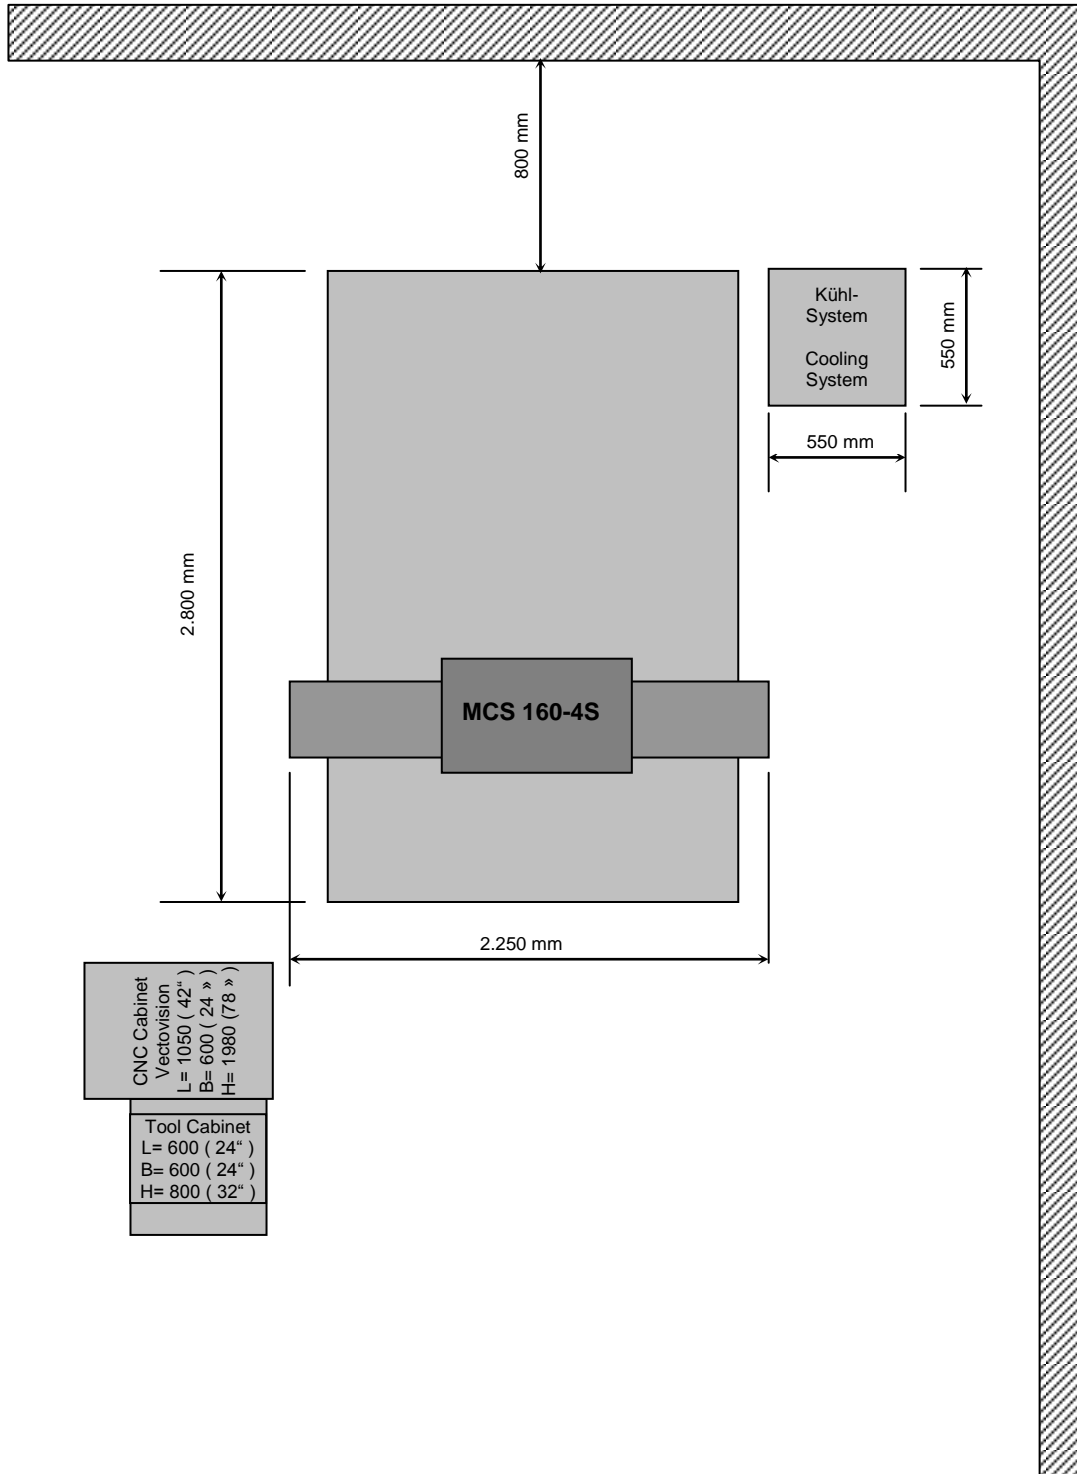 800 mm
Kühl-
System
Cooling
System
550 mm
550 mm
2.800 mm
MCS 160-4S
2.250 mm
CNC Cabinet
Vectovision
L= 1050 ( 42“ )
B= 600 ( 24 » )
H= 1980 (78 » )
Tool Cabinet
L= 600 ( 24“ )
B= 600 ( 24“ )
H= 800 ( 32“ )